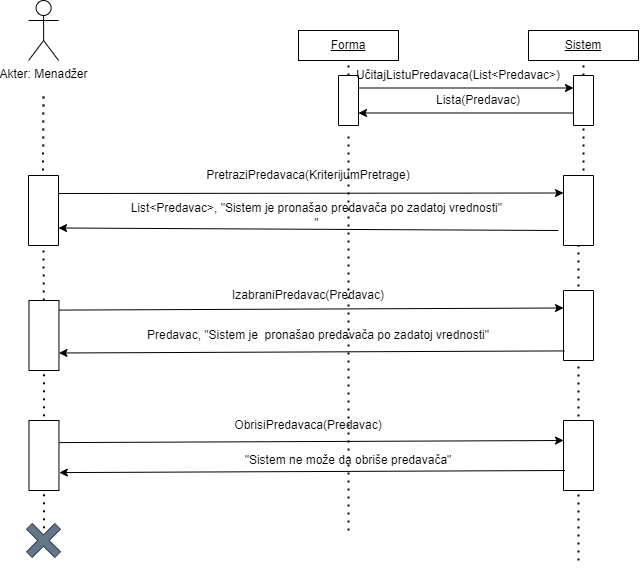 Forma
Sistem
Akter: Menadžer
UčitajListuPredavaca(List<Predavac>)
Lista(Predavac)
PretraziPredavaca(KriterijumPretrage)
List<Predavac>, "Sistem je pronašao predavača po zadatoj vrednosti"
"
IzabraniPredavac(Predavac)
Predavac, "Sistem je  pronašao predavača po zadatoj vrednosti"
ObrisiPredavaca(Predavac)
"Sistem ne može da obriše predavača"